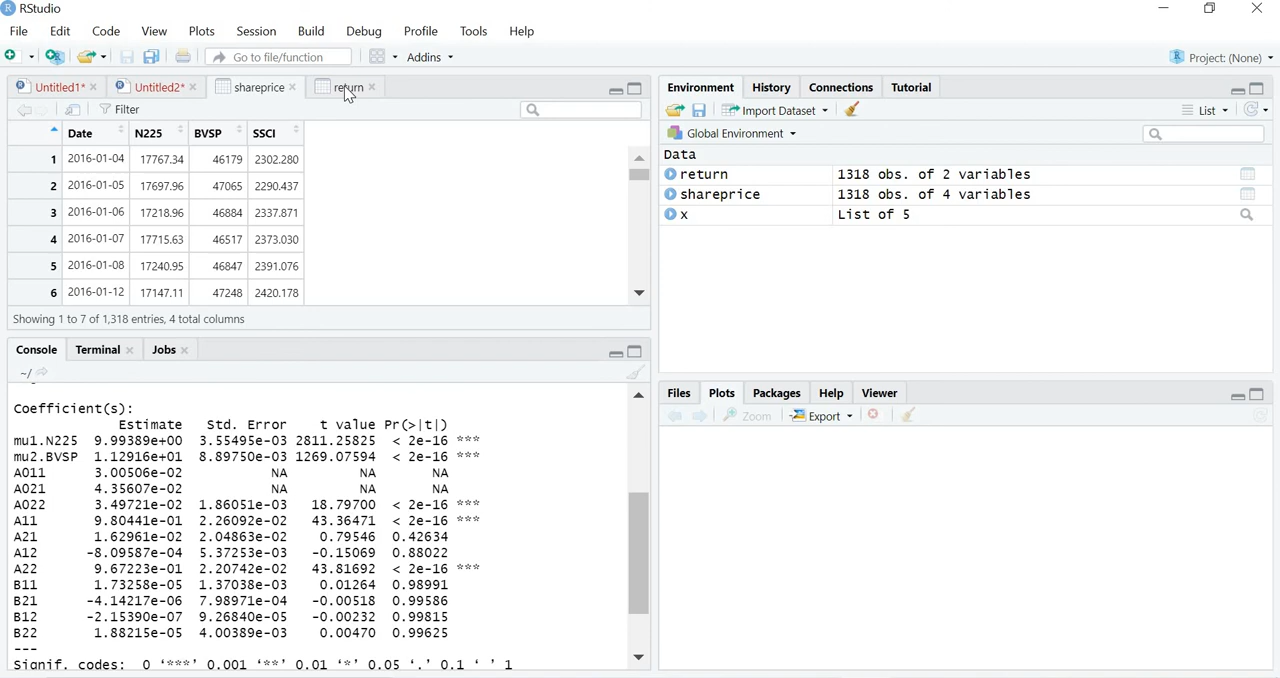 RStudio
File Edit Code View Plots Session Build Debug Profile Tools Help
Go to file/function Addins Project: (None)
Untitled1* Untitled2* shareprice return
Filter
Date N225 BVSP SSCI
1 2016-01-04 17767.34 46179 2302.280
2 2016-01-05 17697.96 47065 2290.437
3 2016-01-06 17218.96 46884 2337.871
4 2016-01-07 17715.63 46517 2373.030
5 2016-01-08 17240.95 46847 2391.076
6 2016-01-12 17147.11 47248 2420.178
Showing 1 to 7 of 1,318 entries, 4 total columns
Console Terminal Jobs
~/
Coefficient(s):
Estimate Std. Error t value Pr(>|t|)
mu1.N225 9.99389e+00 3.55495e-03 2811.25825 < 2e-16 ***
mu2.BVSP 1.12916e+01 8.89750e-03 1269.07594 < 2e-16 ***
A011 3.00506e-02 NA NA NA
A021 4.35607e-02 NA NA NA
A022 3.49721e-02 1.86051e-03 18.79700 < 2e-16 ***
A11 9.80441e-01 2.26092e-02 43.36471 < 2e-16 ***
A21 1.62961e-02 2.04863e-02 0.79546 0.42634
A12 -8.09587e-04 5.37253e-03 -0.15069 0.88022
A22 9.67223e-01 2.20742e-02 43.81692 < 2e-16 ***
B11 1.73258e-05 1.37038e-03 0.01264 0.98991
B21 -4.14217e-06 7.98971e-04 -0.00518 0.99586
B12 -2.15390e-07 9.26840e-05 -0.00232 0.99815
B22 1.88215e-05 4.00389e-03 0.00470 0.99625
---
Signif. codes: 0 ‘***’ 0.001 ‘**’ 0.01 ‘*’ 0.05 ‘.’ 0.1 ‘ ’ 1
Environment History Connections Tutorial
Import Dataset List
Global Environment
Data
return 1318 obs. of 2 variables
shareprice 1318 obs. of 4 variables
x List of 5
Files Plots Packages Help Viewer
Zoom Export